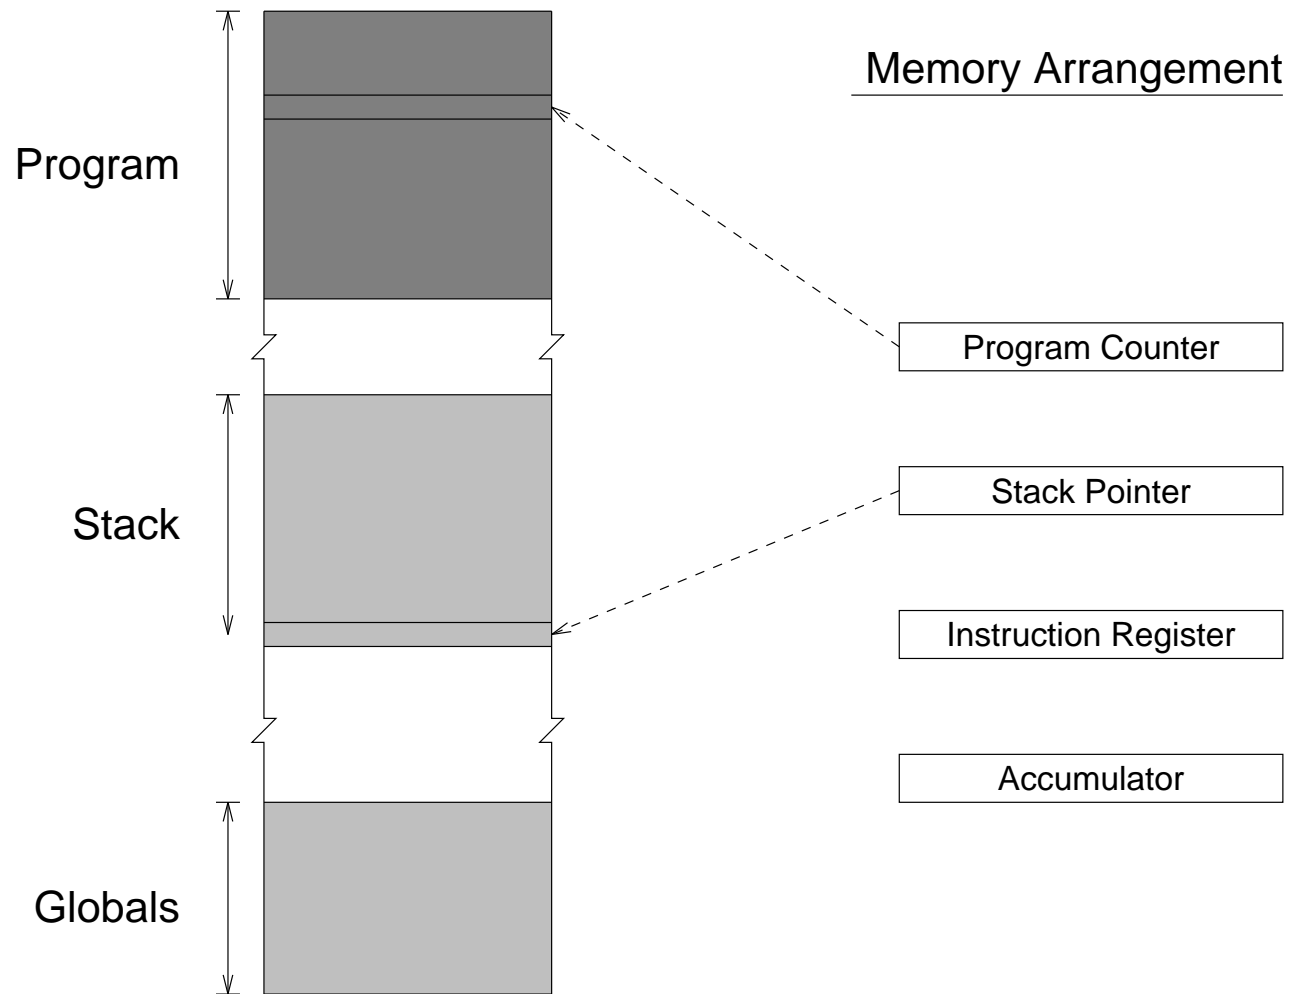 Memory Arrangement
Program
Program Counter
Stack Pointer
Stack
Instruction Register
Accumulator
Globals